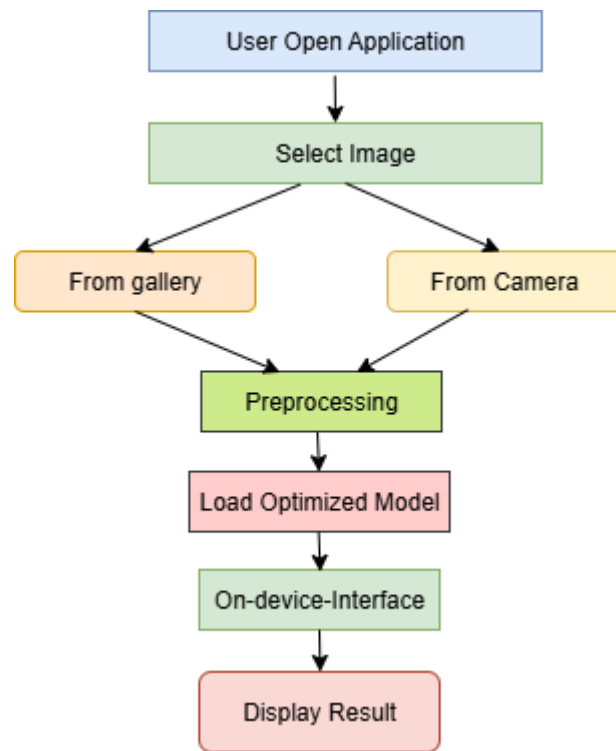 User Open Application
Select Image
From gallery
From Camera
Preprocessing
Load Optimized Model
On-device-Interface
Display Result